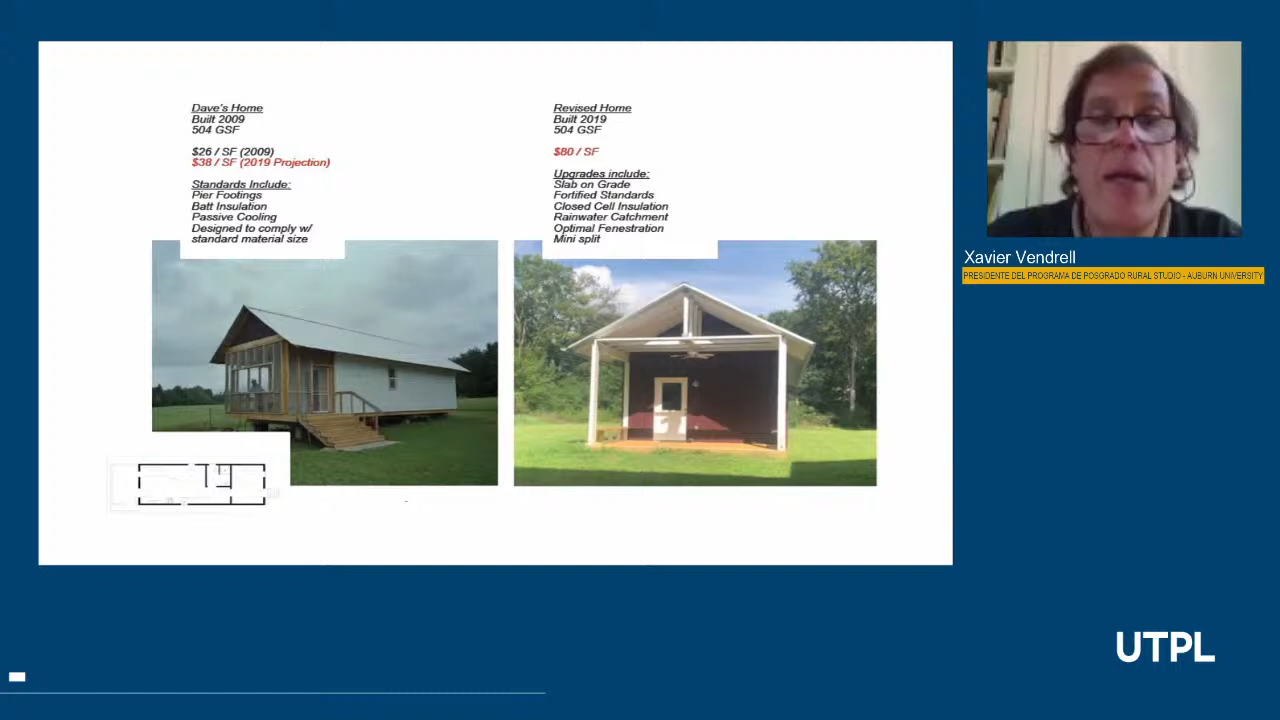 Dave's Home
Built 2009
504 GSF
$26 / SF (2009)
$38 / SF (2019 Projection)
Standards Include:
Pier Footings
Batt Insulation
Passive Cooling
Designed to comply w/
standard material size
Revised Home
Built 2019
504 GSF
$80 / SF
Upgrades include:
Slab on Grade
Fortified Standards
Closed Cell Insulation
Rainwater Catchment
Optimal Fenestration
Mini split
Xavier Vendrell
PRESIDENTE DEL PROGRAMA DE POSGRADO RURAL STUDIO - AUBURN UNIVERSITY
UTPL